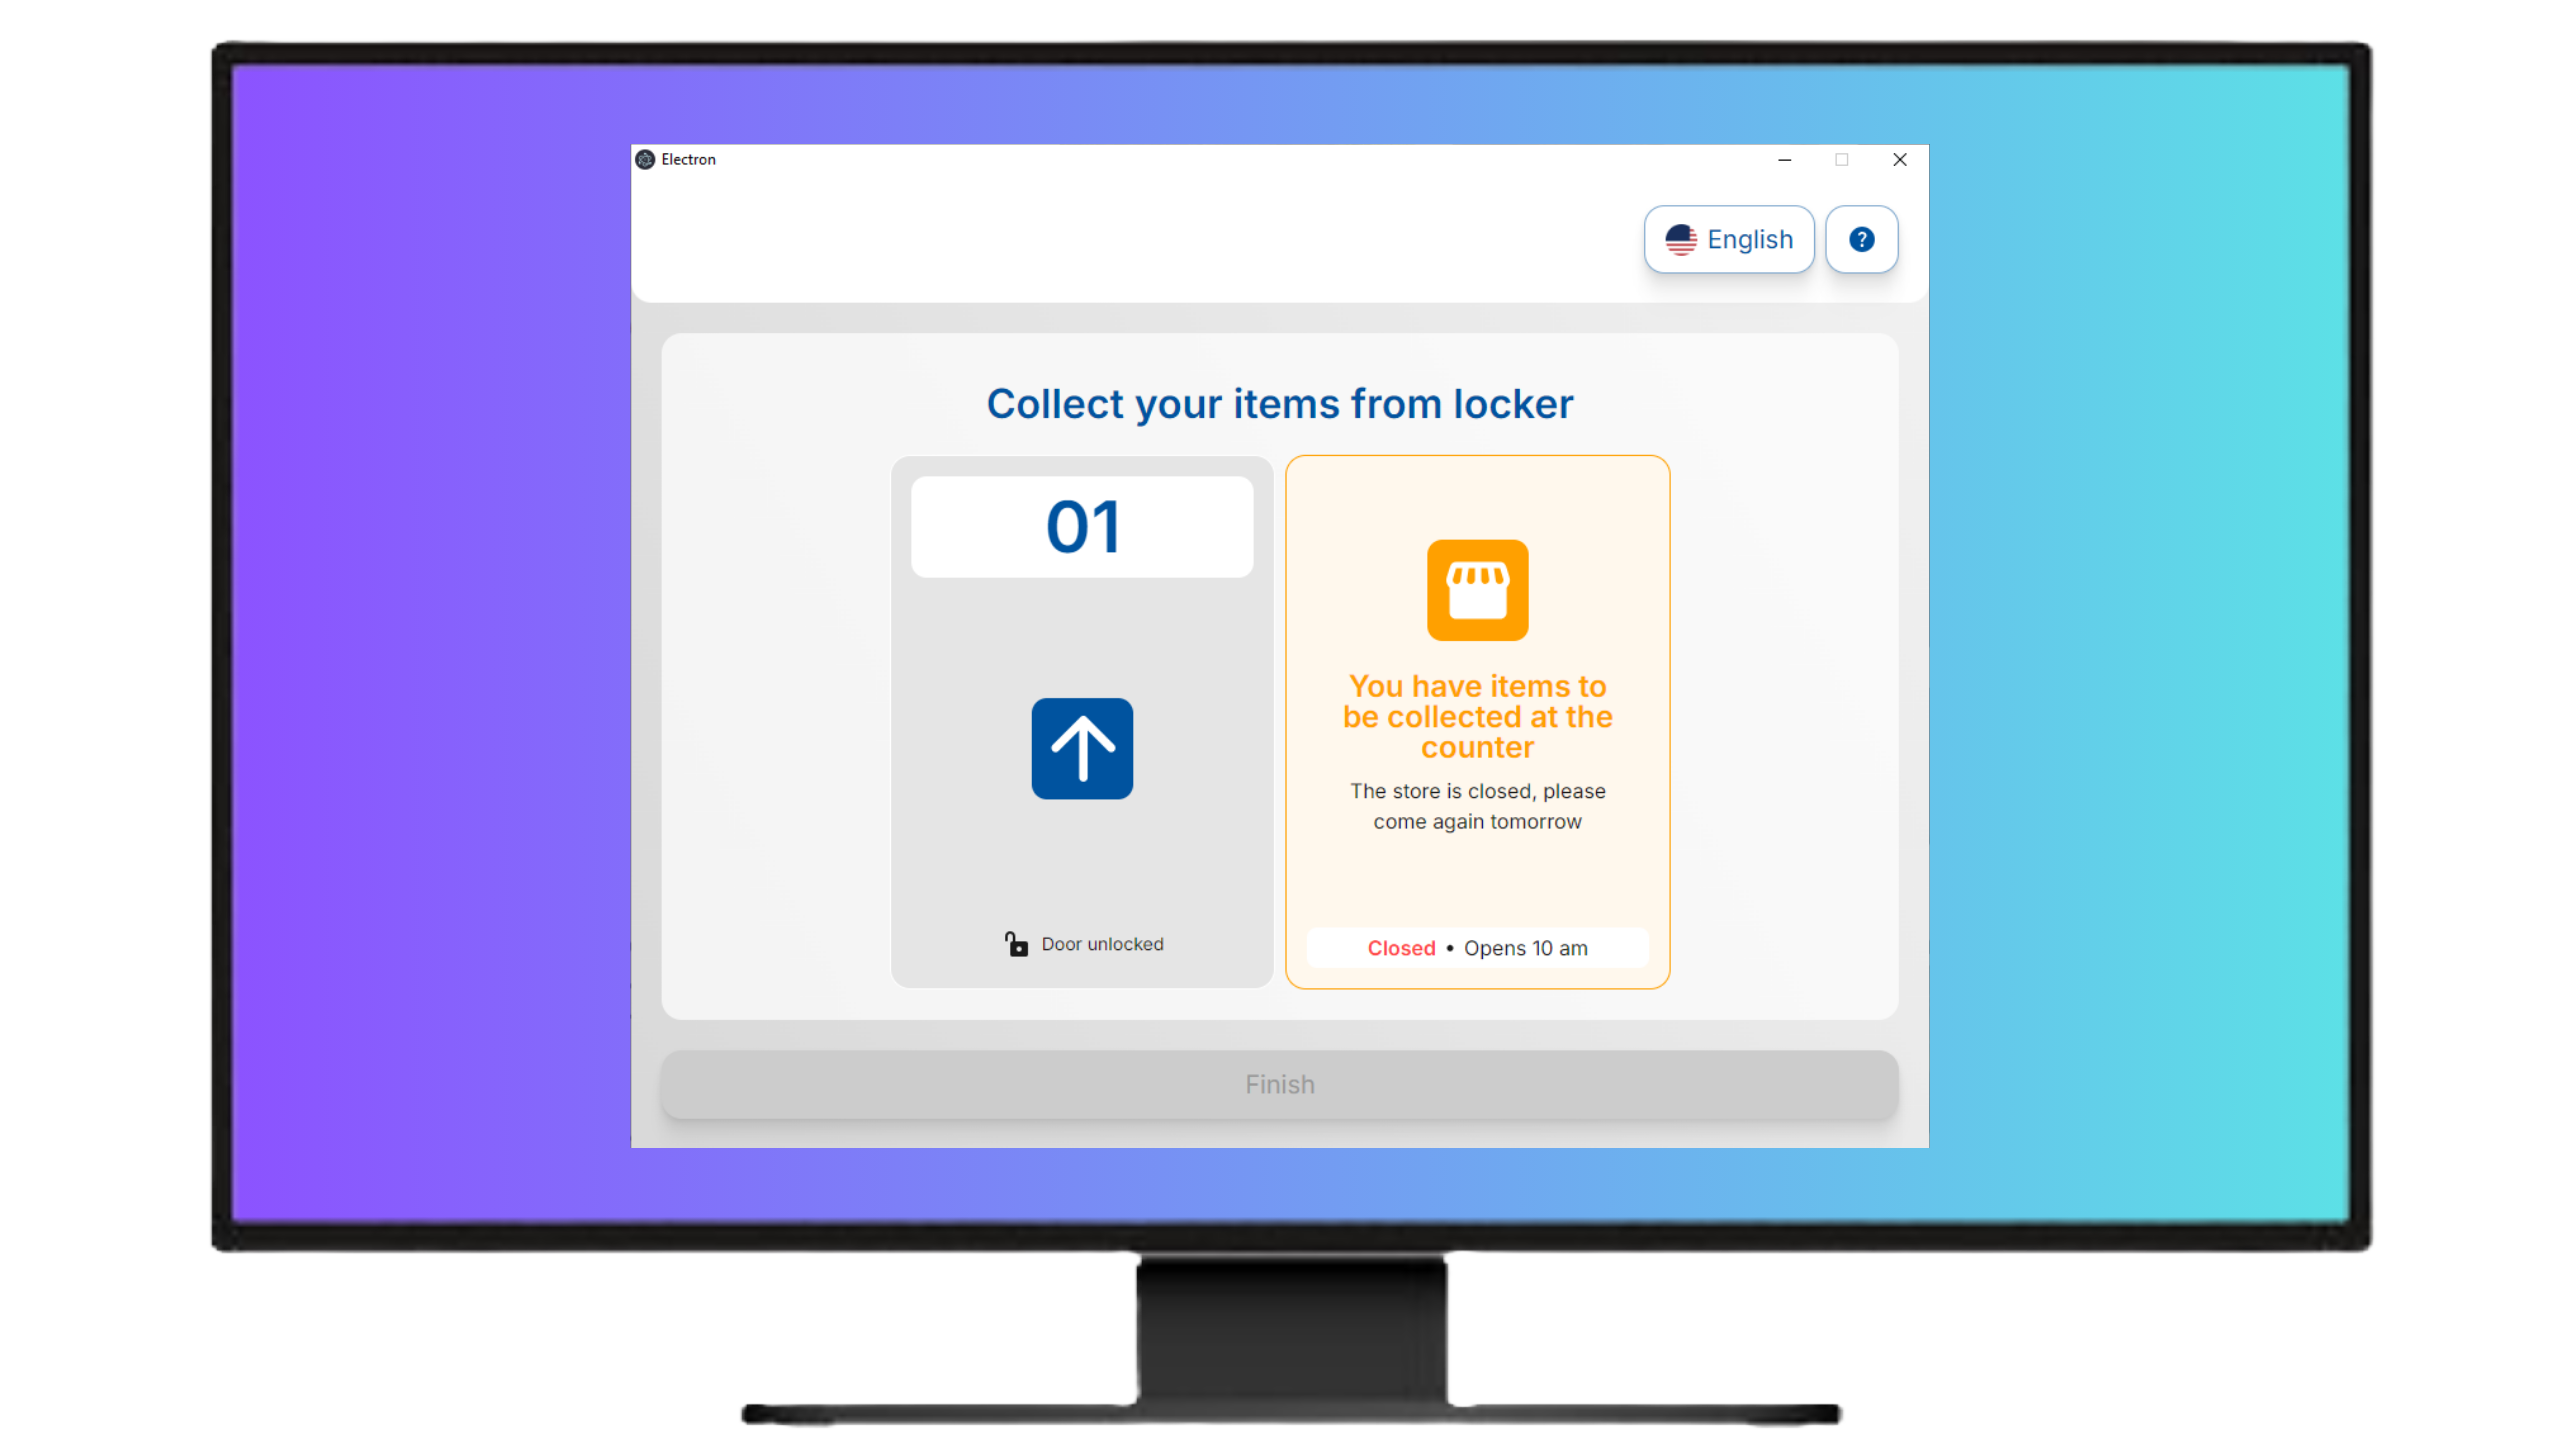 Electron
English
?
Collect your items from locker
01
Door unlocked
You have items to
be collected at the
counter
The store is closed, please
come again tomorrow
Closed • Opens 10 am
Finish